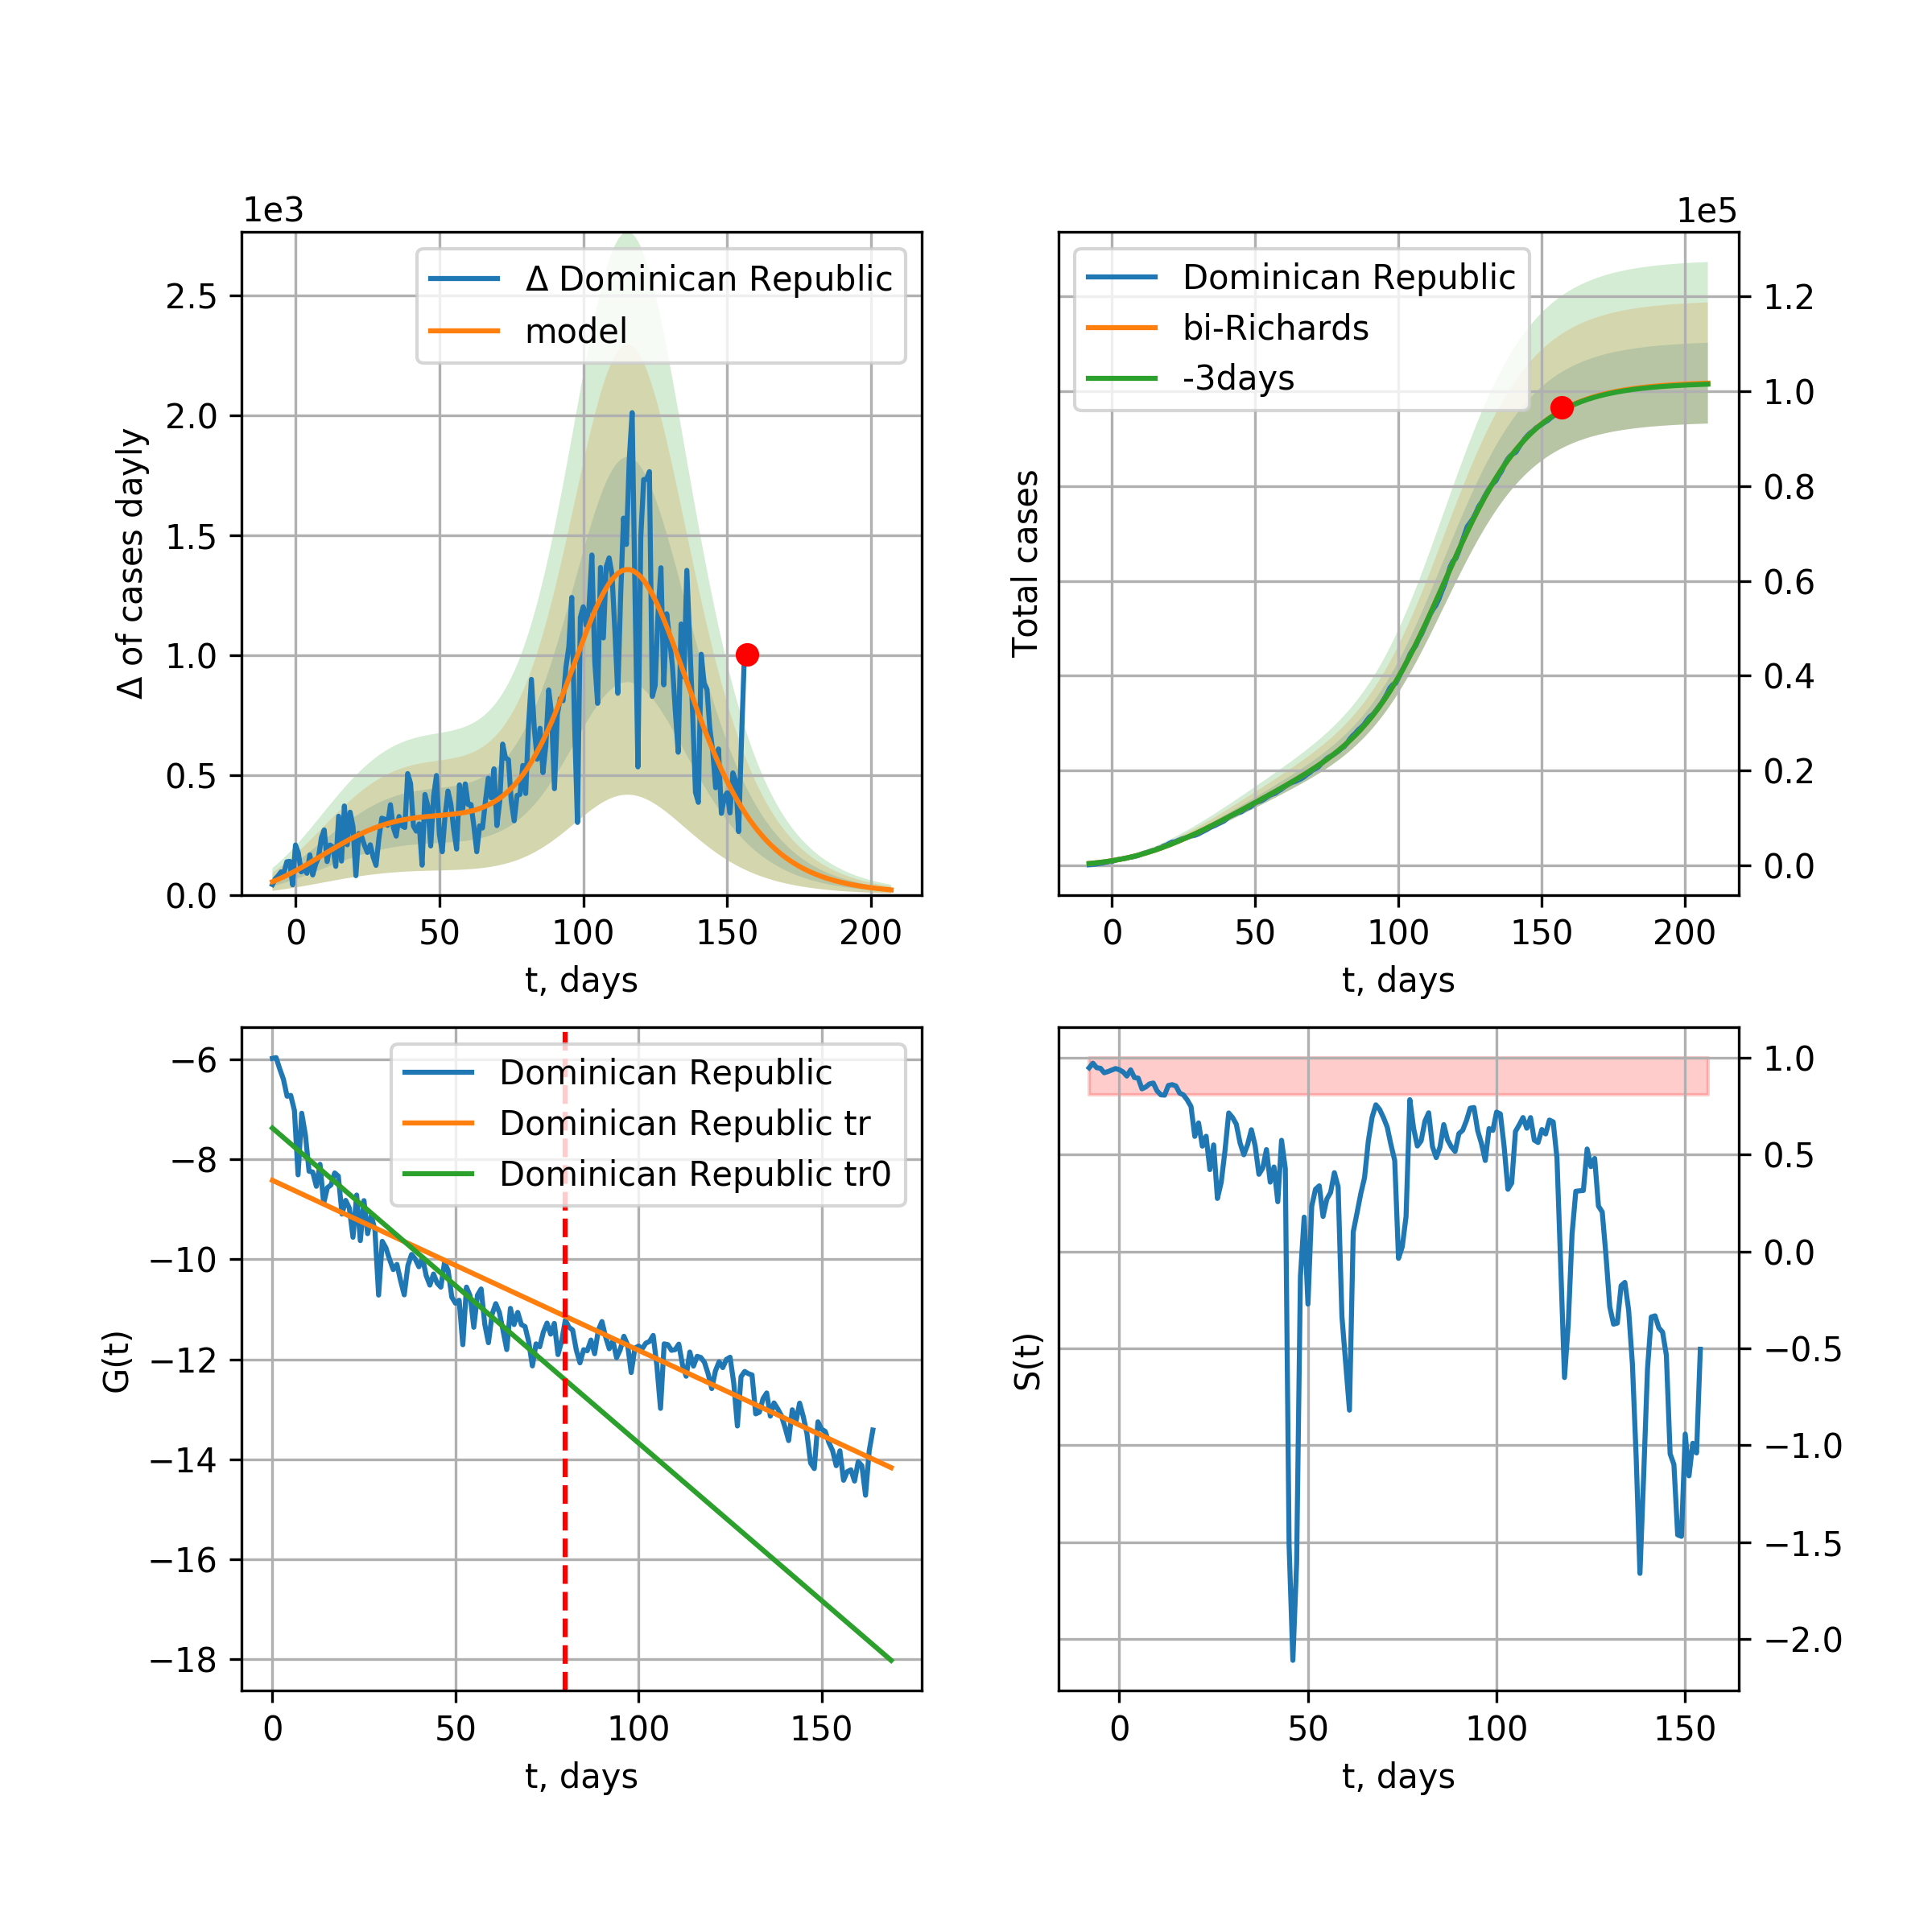 1e3
Δ of cases dayly
2.5
2.0
1.5
1.0
0.5
0.0
Δ Dominican Republic
model
0 50 100 150 200
t, days
1e5
Total cases
Dominican Republic
bi-Richards
-3days
1.2
1.0
0.8
0.6
0.4
0.2
0.0
0 50 100 150 200
t, days
G(t)
−6
−8
−10
−12
−14
−16
−18
Dominican Republic
Dominican Republic tr
Dominican Republic tr0
0 50 100 150
t, days
S(t)
1.0
0.5
0.0
−0.5
−1.0
−1.5
−2.0
0 50 100 150
t, days